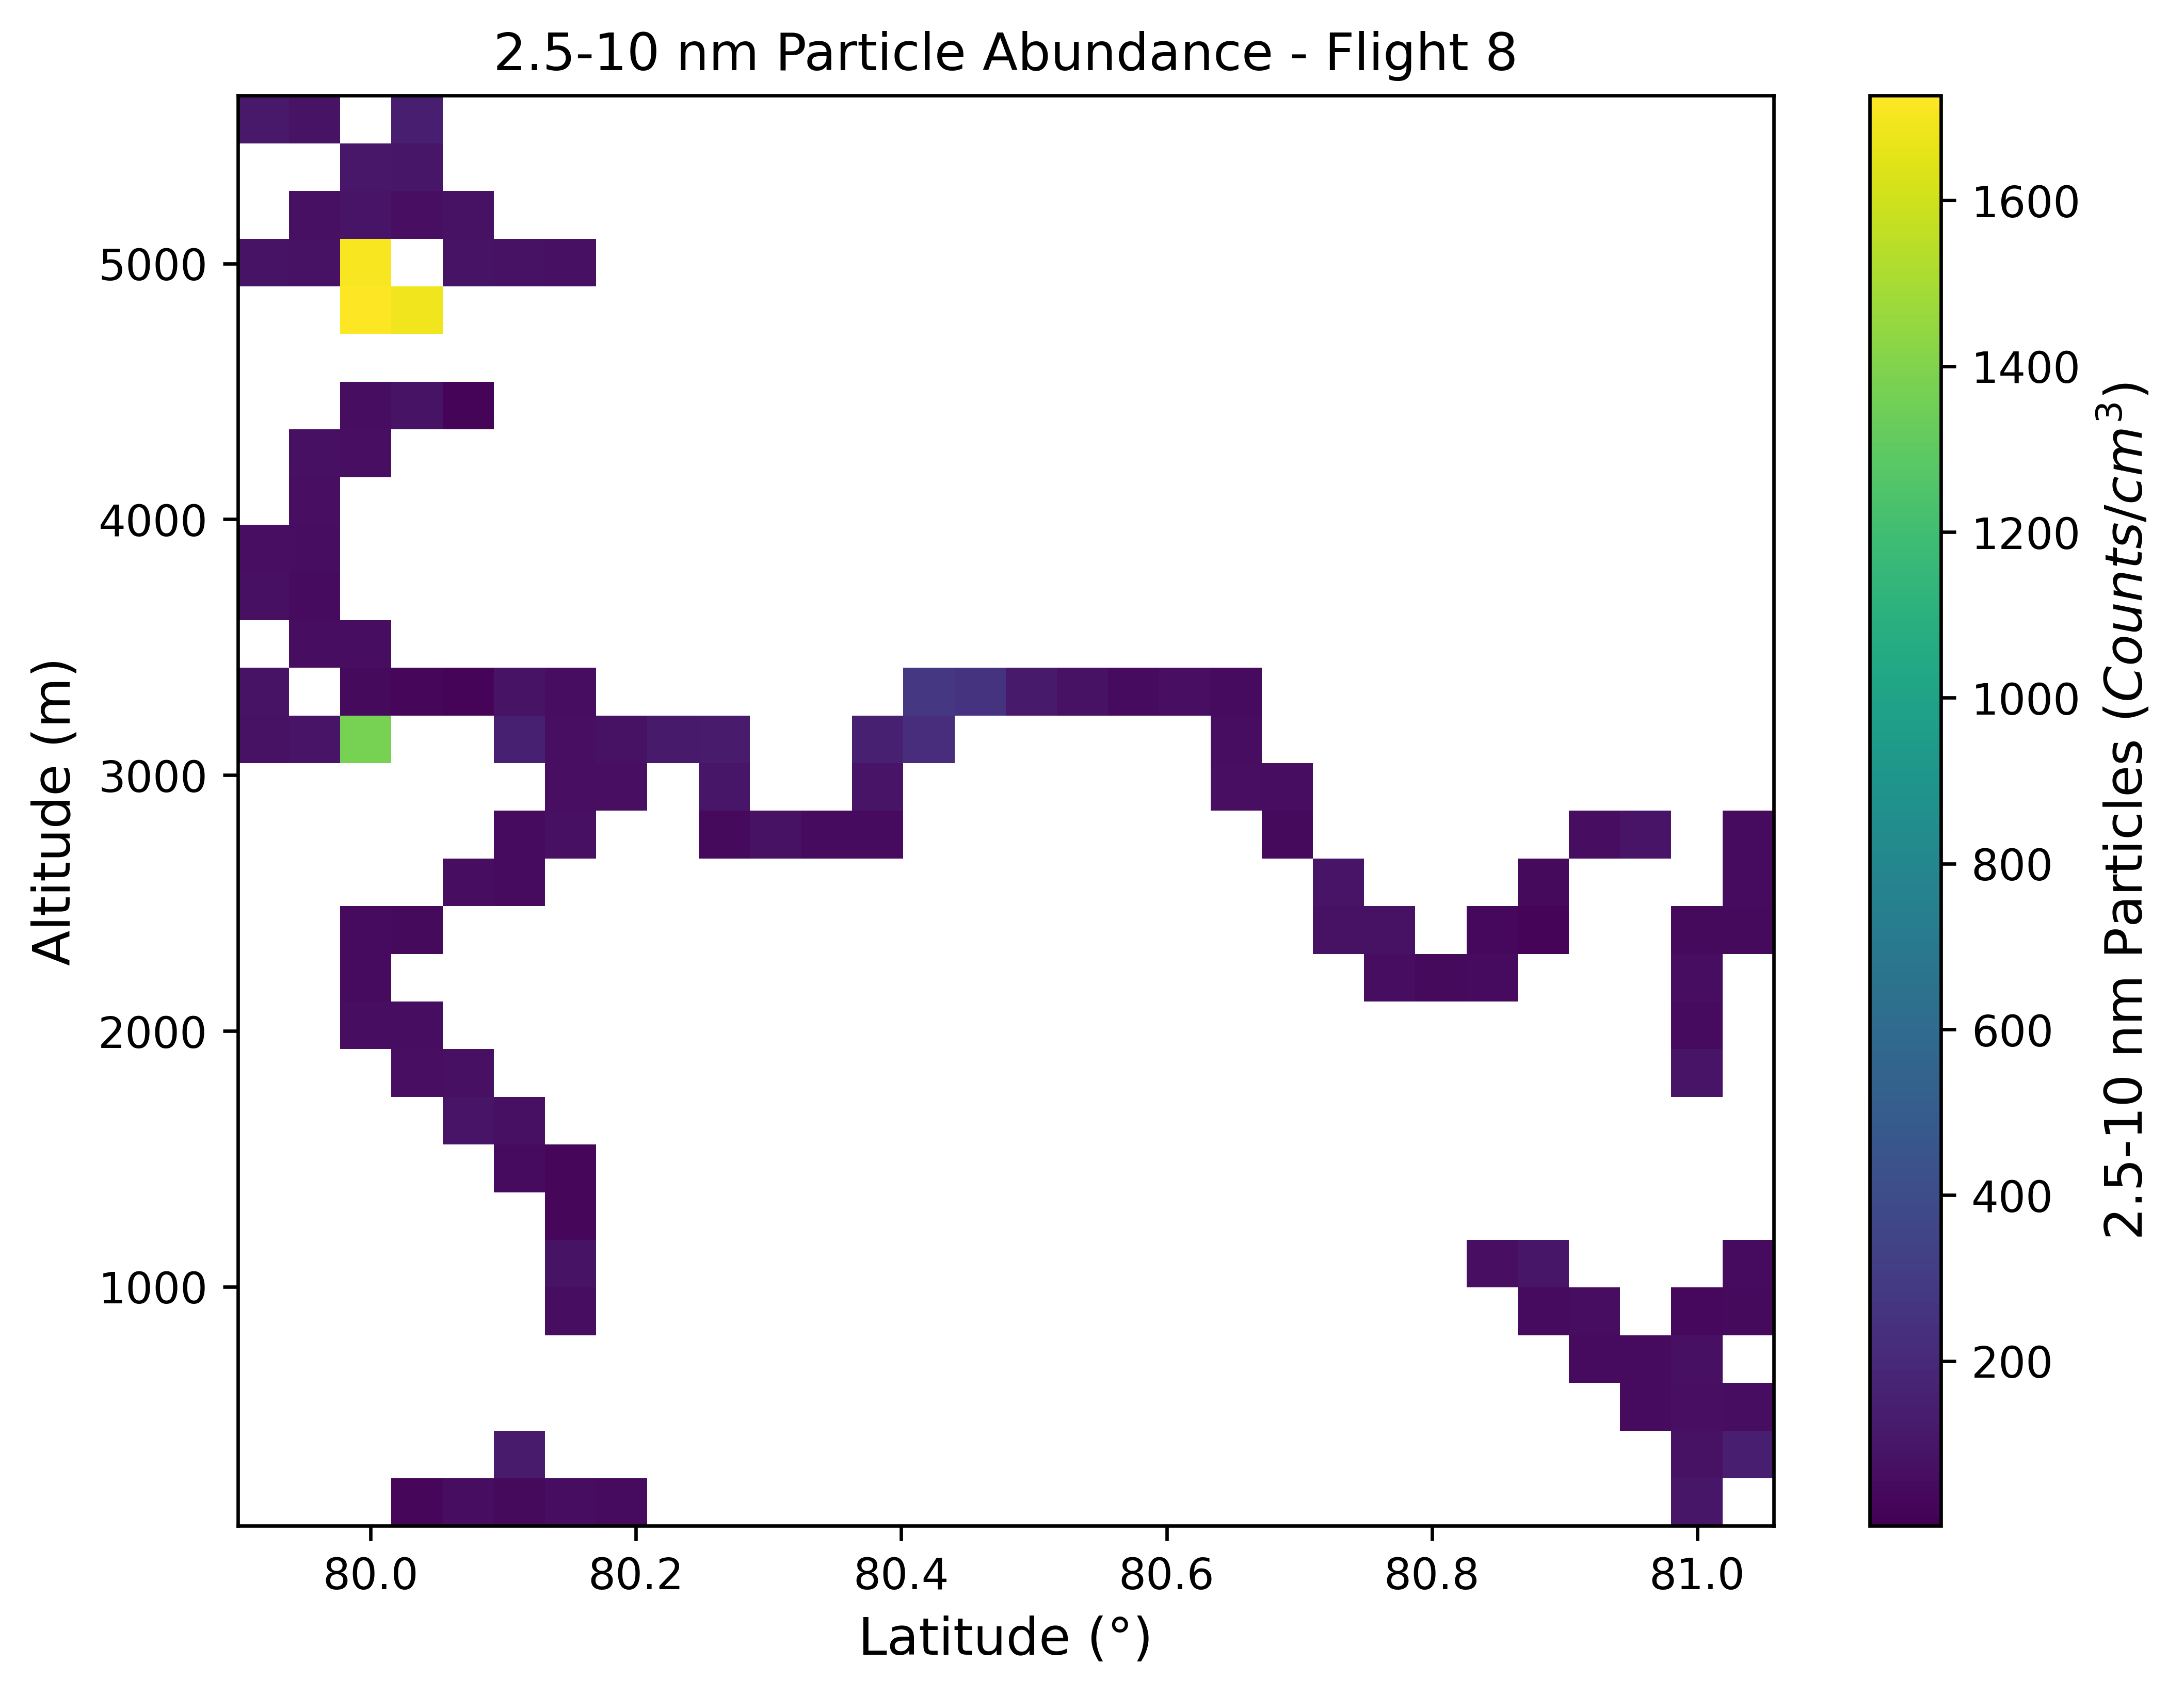 2.5-10 nm Particle Abundance - Flight 8
5000
4000
3000
2000
1000
Altitude (m)
80.0 80.2 80.4 80.6 80.8 81.0
Latitude (°)
1600
1400
1200
1000
800
600
400
200
2.5-10 nm Particles (Counts/cm³)